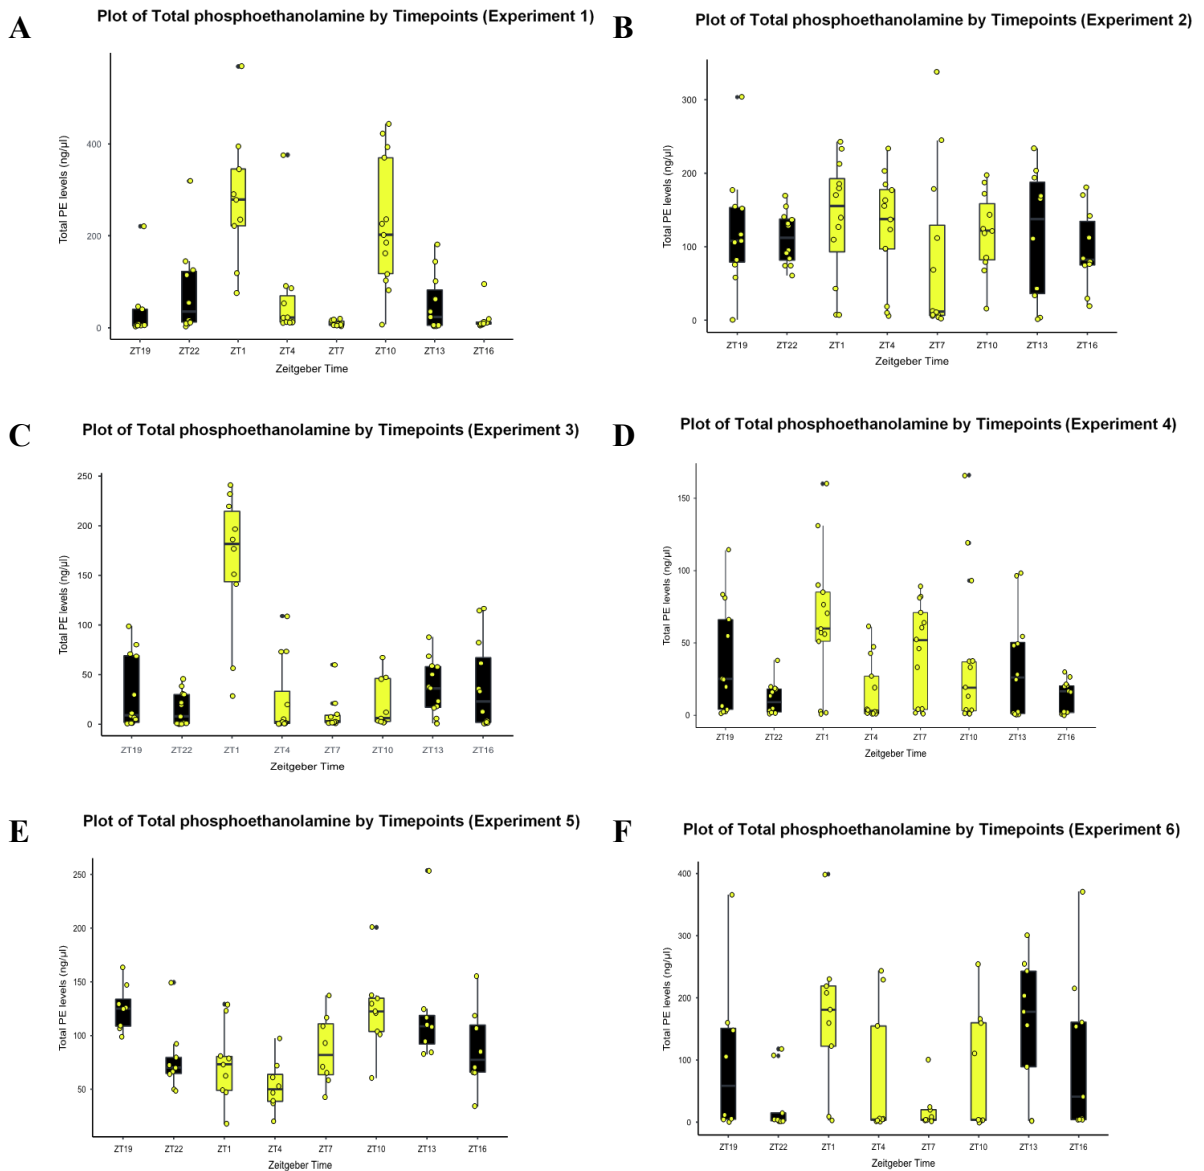 A
Plot of Total phosphoethanolamine by Timepoints (Experiment 1)
Total PE levels (ng/µl)
400
200
0
ZT19 ZT22 ZT1 ZT4 ZT7 ZT10 ZT13 ZT16
Zeitgeber Time
B
Plot of Total phosphoethanolamine by Timepoints (Experiment 2)
Total PE levels (ng/µl)
300
200
100
0
ZT19 ZT22 ZT1 ZT4 ZT7 ZT10 ZT13 ZT16
Zeitgeber Time
C
Plot of Total phosphoethanolamine by Timepoints (Experiment 3)
Total PE levels (ng/µl)
250
200
150
100
50
0
ZT19 ZT22 ZT1 ZT4 ZT7 ZT10 ZT13 ZT16
Zeitgeber Time
D
Plot of Total phosphoethanolamine by Timepoints (Experiment 4)
Total PE levels (ng/µl)
150
100
50
0
ZT19 ZT22 ZT1 ZT4 ZT7 ZT10 ZT13 ZT16
Zeitgeber Time
E
Plot of Total phosphoethanolamine by Timepoints (Experiment 5)
Total PE levels (ng/µl)
250
200
150
100
50
ZT19 ZT22 ZT1 ZT4 ZT7 ZT10 ZT13 ZT16
Zeitgeber Time
F
Plot of Total phosphoethanolamine by Timepoints (Experiment 6)
Total PE levels (ng/µl)
400
300
200
100
0
ZT19 ZT22 ZT1 ZT4 ZT7 ZT10 ZT13 ZT16
Zeitgeber Time